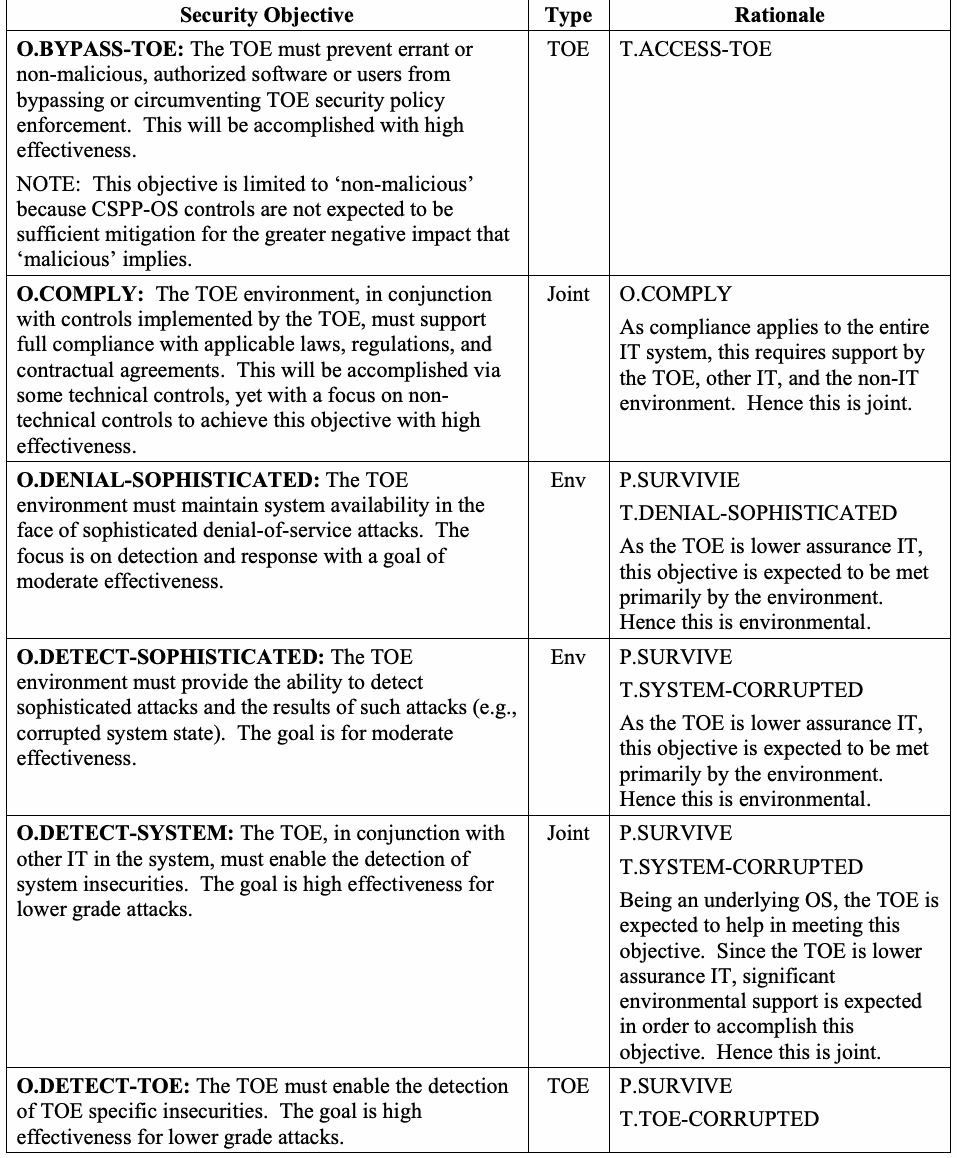 Security Objective Type Rationale
O.BYPASS-TOE: The TOE must prevent errant or
non-malicious, authorized software or users from
bypassing or circumventing TOE security policy
enforcement.  This will be accomplished with high
effectiveness.
NOTE:  This objective is limited to ‘non-malicious’
because CSPP-OS controls are not expected to be
sufficient mitigation for the greater negative impact that
‘malicious’ implies.
TOE
T.ACCESS-TOE
O.COMPLY:  The TOE environment, in conjunction
with controls implemented by the TOE, must support
full compliance with applicable laws, regulations, and
contractual agreements.  This will be accomplished via
some technical controls, yet with a focus on non-
technical controls to achieve this objective with high
effectiveness.
Joint
O.COMPLY
As compliance applies to the entire
IT system, this requires support by
the TOE, other IT, and the non-IT
environment.  Hence this is joint.
O.DENIAL-SOPHISTICATED: The TOE
environment must maintain system availability in the
face of sophisticated denial-of-service attacks.  The
focus is on detection and response with a goal of
moderate effectiveness.
Env
P.SURVIVIE
T.DENIAL-SOPHISTICATED
As the TOE is lower assurance IT,
this objective is expected to be met
primarily by the environment.
Hence this is environmental.
O.DETECT-SOPHISTICATED: The TOE
environment must provide the ability to detect
sophisticated attacks and the results of such attacks (e.g.,
corrupted system state).  The goal is for moderate
effectiveness.
Env
P.SURVIVE
T.SYSTEM-CORRUPTED
As the TOE is lower assurance IT,
this objective is expected to be met
primarily by the environment.
Hence this is environmental.
O.DETECT-SYSTEM: The TOE, in conjunction with
other IT in the system, must enable the detection of
system insecurities.  The goal is high effectiveness for
lower grade attacks.
Joint
P.SURVIVE
T.SYSTEM-CORRUPTED
Being an underlying OS, the TOE is
expected to help in meeting this
objective.  Since the TOE is lower
assurance IT, significant
environmental support is expected
in order to accomplish this
objective.  Hence this is joint.
O.DETECT-TOE: The TOE must enable the detection
of TOE specific insecurities.  The goal is high
effectiveness for lower grade attacks.
TOE
P.SURVIVE
T.TOE-CORRUPTED